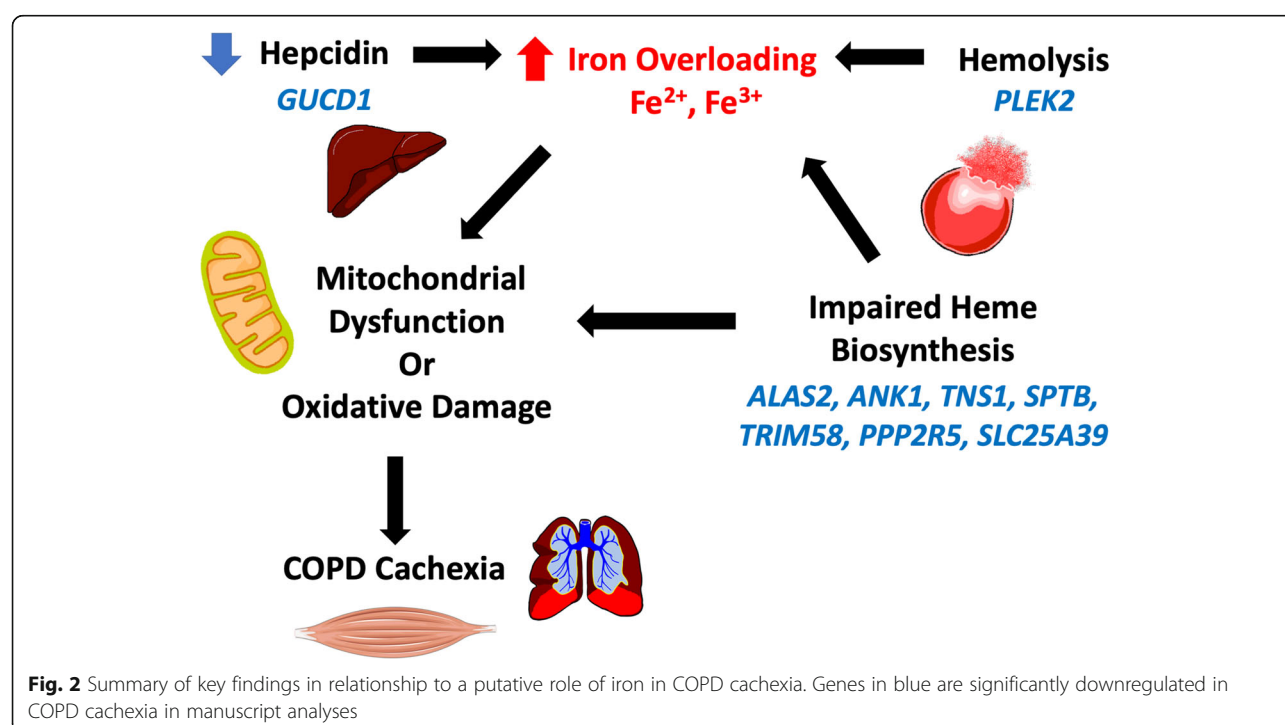 Hepcidin
GUCD1
Iron Overloading
Fe²⁺, Fe³⁺
Hemolysis
PLEK2
Mitochondrial
Dysfunction
Or
Oxidative Damage
Impaired Heme
Biosynthesis
ALAS2, ANK1, TNS1, SPTB,
TRIM58, PPP2R5, SLC25A39
COPD Cachexia
Fig. 2 Summary of key findings in relationship to a putative role of iron in COPD cachexia. Genes in blue are significantly downregulated in
COPD cachexia in manuscript analyses